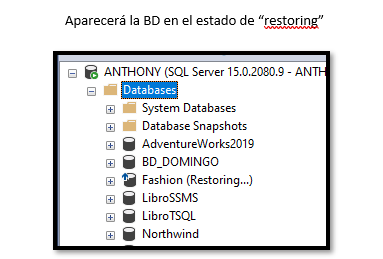 Aparecerá la BD en el estado de “restoring”
ANTHONY (SQL Server 15.0.2080.9 - ANTH
Databases
System Databases
Database Snapshots
AdventureWorks2019
BD_DOMINGO
Fashion (Restoring...)
LibroSSMS
LibroTSQL
Northwind